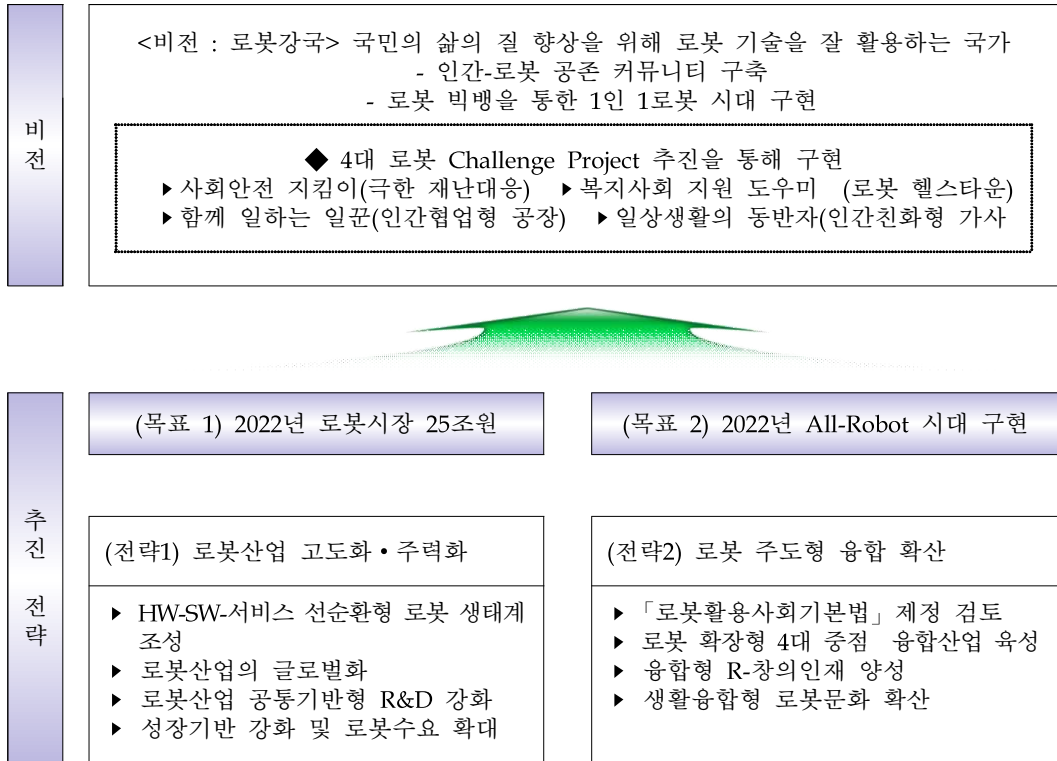 비전
<비전 : 로봇강국> 국민의 삶의 질 향상을 위해 로봇 기술을 잘 활용하는 국가
- 인간-로봇 공존 커뮤니티 구축
- 로봇 빅뱅을 통한 1인 1로봇 시대 구현
◆ 4대 로봇 Challenge Project 추진을 통해 구현
▶사회안전 지킴이(극한 재난대응) ▶복지사회 지원 도우미 (로봇 헬스타운)
▶함께 일하는 일꾼(인간협업형 공장) ▶일상생활의 동반자(인간친화형 가사
추진 전략
(목표 1) 2022년 로봇시장 25조원
(목표 2) 2022년 All-Robot 시대 구현
(전략1) 로봇산업 고도화•주력화
▶ HW-SW-서비스 선순환형 로봇 생태계
조성
▶ 로봇산업의 글로벌화
▶ 로봇산업 공통기반형 R&D 강화
▶ 성장기반 강화 및 로봇수요 확대
(전략2) 로봇 주도형 융합 확산
▶「로봇활용사회기본법」제정 검토
▶ 로봇 확장형 4대 중점 융합산업 육성
▶ 융합형 R-창의인재 양성
▶ 생활융합형 로봇문화 확산